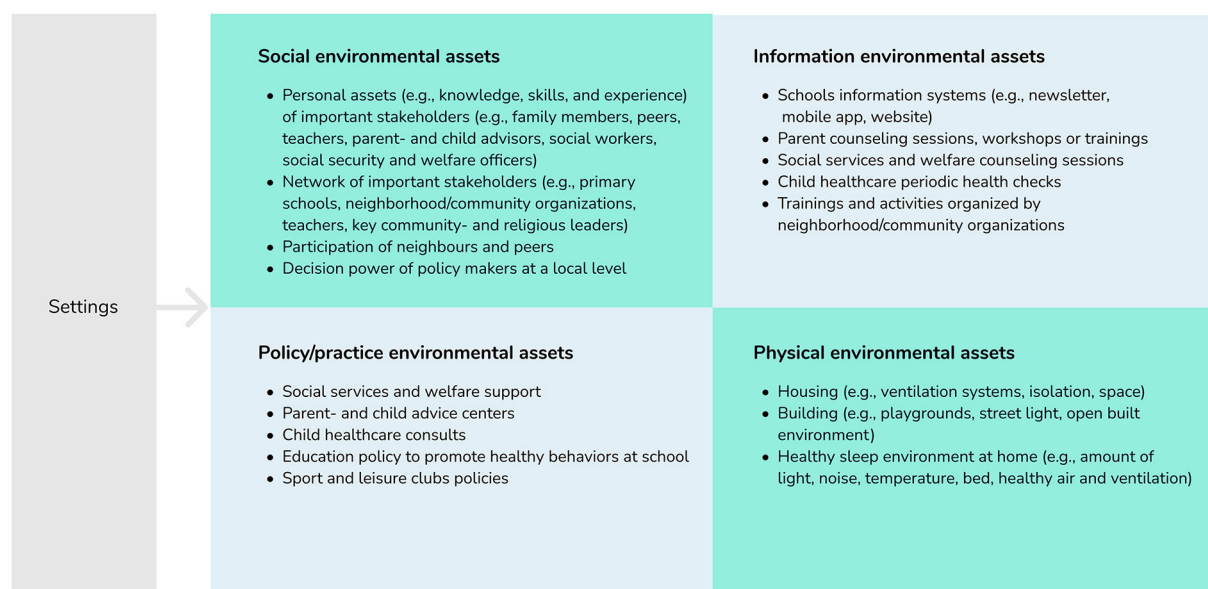 Settings
Social environmental assets
• Personal assets (e.g., knowledge, skills, and experience)
of important stakeholders (e.g., family members, peers,
teachers, parent- and child advisors, social workers,
social security and welfare officers)
• Network of important stakeholders (e.g., primary
schools, neighborhood/community organizations,
teachers, key community- and religious leaders)
• Participation of neighbours and peers
• Decision power of policy makers at a local level
Information environmental assets
• Schools information systems (e.g., newsletter,
mobile app, website)
• Parent counseling sessions, workshops or trainings
• Social services and welfare counseling sessions
• Child healthcare periodic health checks
• Trainings and activities organized by
neighborhood/community organizations
Policy/practice environmental assets
• Social services and welfare support
• Parent- and child advice centers
• Child healthcare consults
• Education policy to promote healthy behaviors at school
• Sport and leisure clubs policies
Physical environmental assets
• Housing (e.g., ventilation systems, isolation, space)
• Building (e.g., playgrounds, street light, open built
environment)
• Healthy sleep environment at home (e.g., amount of
light, noise, temperature, bed, healthy air and ventilation)